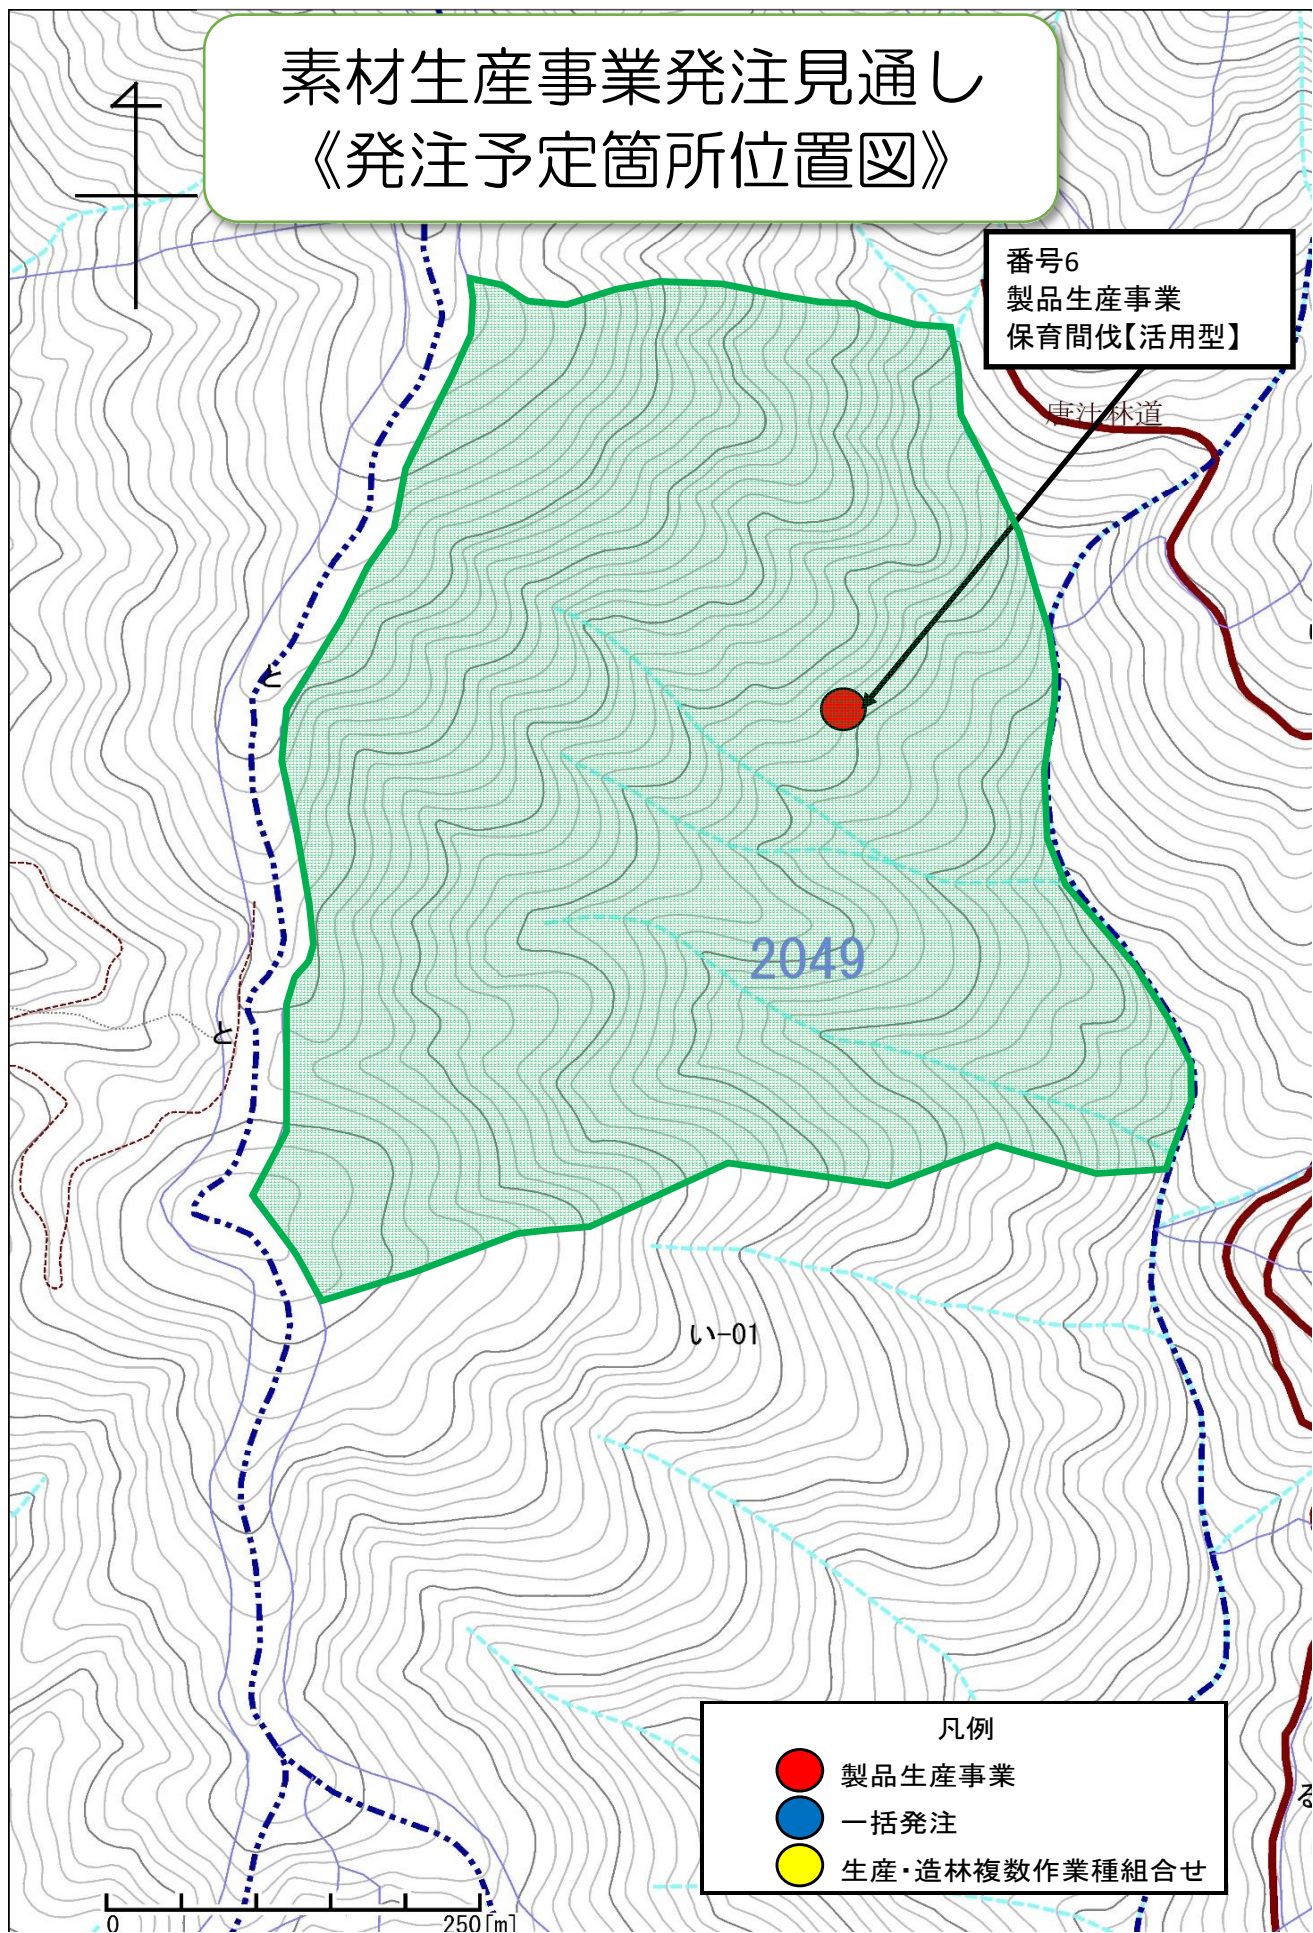 素材生産事業発注見通し
《発注予定箇所位置図》
番号6
製品生産事業
保育間伐【活用型】
林道
と
2049
と
い-01
凡例
製品生産事業
一括発注
生産・造林複数作業種組合せ
る
0
250[m]